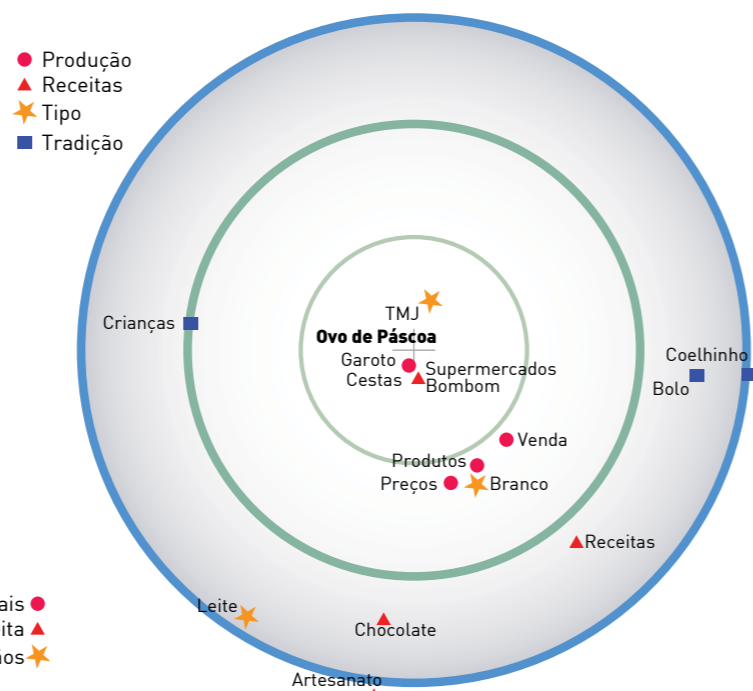 Produção
Receitas
Tipo
Tradição
TMJ
Crianças
Ovo de Páscoa
Garoto
Supermercados
Cestas
Bombom
Coelhinho
Bolo
Venda
Produtos
Preços
Branco
Receitas
Leite
Chocolate
Artesanato